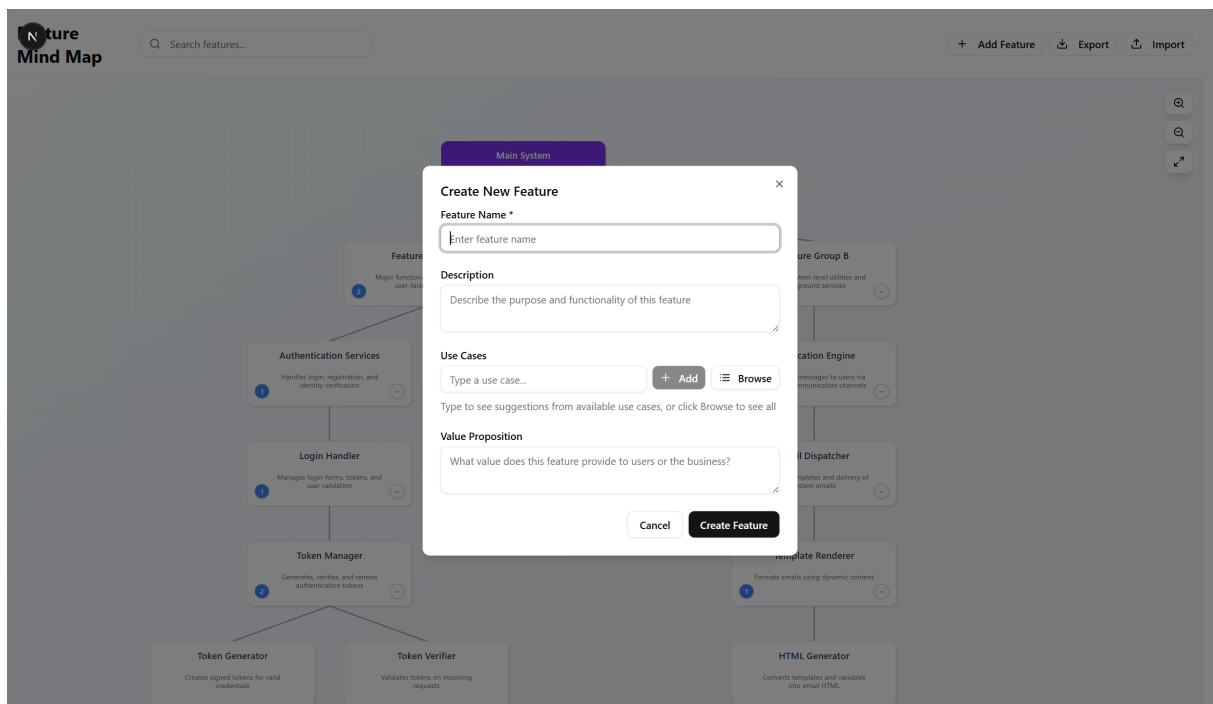 ture
Mind Map
N
Search features...
Add Feature
Export
Import
Main System
Create New Feature
Feature Name *
Enter feature name
Description
Describe the purpose and functionality of this feature
Use Cases
Type a use case...
Add
Browse
Type to see suggestions from available use cases, or click Browse to see all
Value Proposition
What value does this feature provide to users or the business?
Cancel
Create Feature
Feature
Major function
user-faci
2
ure Group B
tem-level utilities and
ground services
Authentication Services
Handles login, registration, and
identity verification
1
cation Engine
messages to users via
mmunication channels
Login Handler
Manages login forms, tokens, and
user validation
1
il Dispatcher
mplates and delivery of
stem emails
Token Manager
Generates, verifies, and renews
authentication tokens
2
Template Renderer
Formats emails using dynamic content
1
Token Generator
Creates signed tokens for valid
credentials
Token Verifier
Validates tokens on incoming
requests
HTML Generator
Converts templates and variables
into email HTML